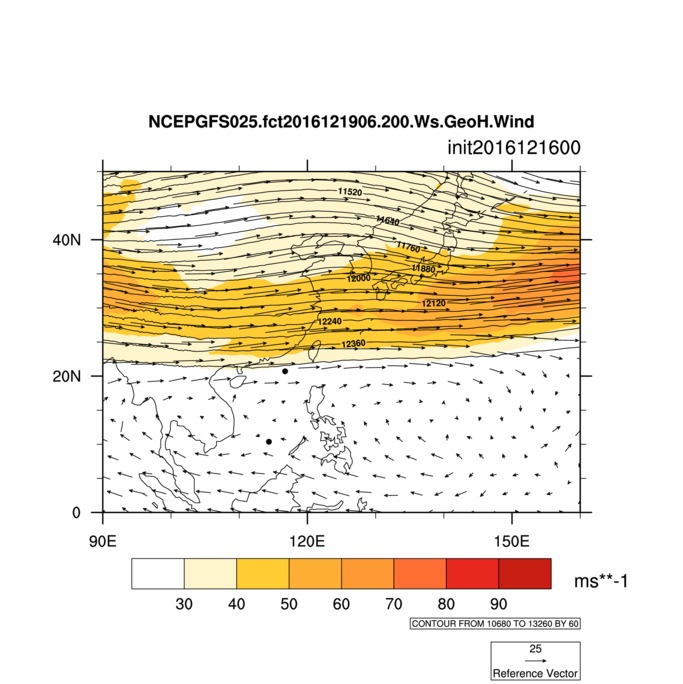 NCEPGFS025.fct2016121906.200.Ws.GeoH.Wind
init2016121600
11520
11640
11760
40N
11880
12000
12120
12240
12360
20N
0
90E 120E 150E
30 40 50 60 70 80 90
ms**-1
CONTOUR FROM 10680 TO 13260 BY 60
25
Reference Vector